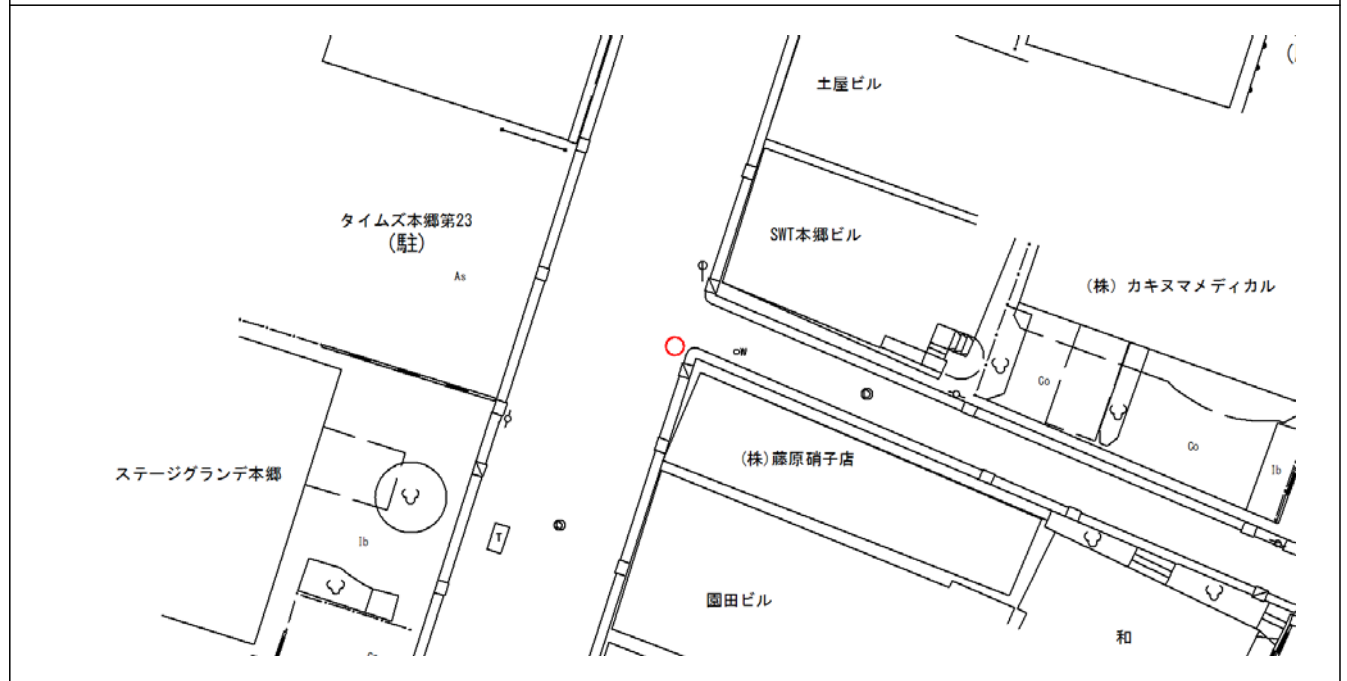 土屋ビル
タイムズ本郷第23
(駐)
As
SWT本郷ビル
(株) カキヌマメディカル
W
Co
Co
Ib
(株)藤原硝子店
ステージグランデ本郷
T
Ib
園田ビル
和